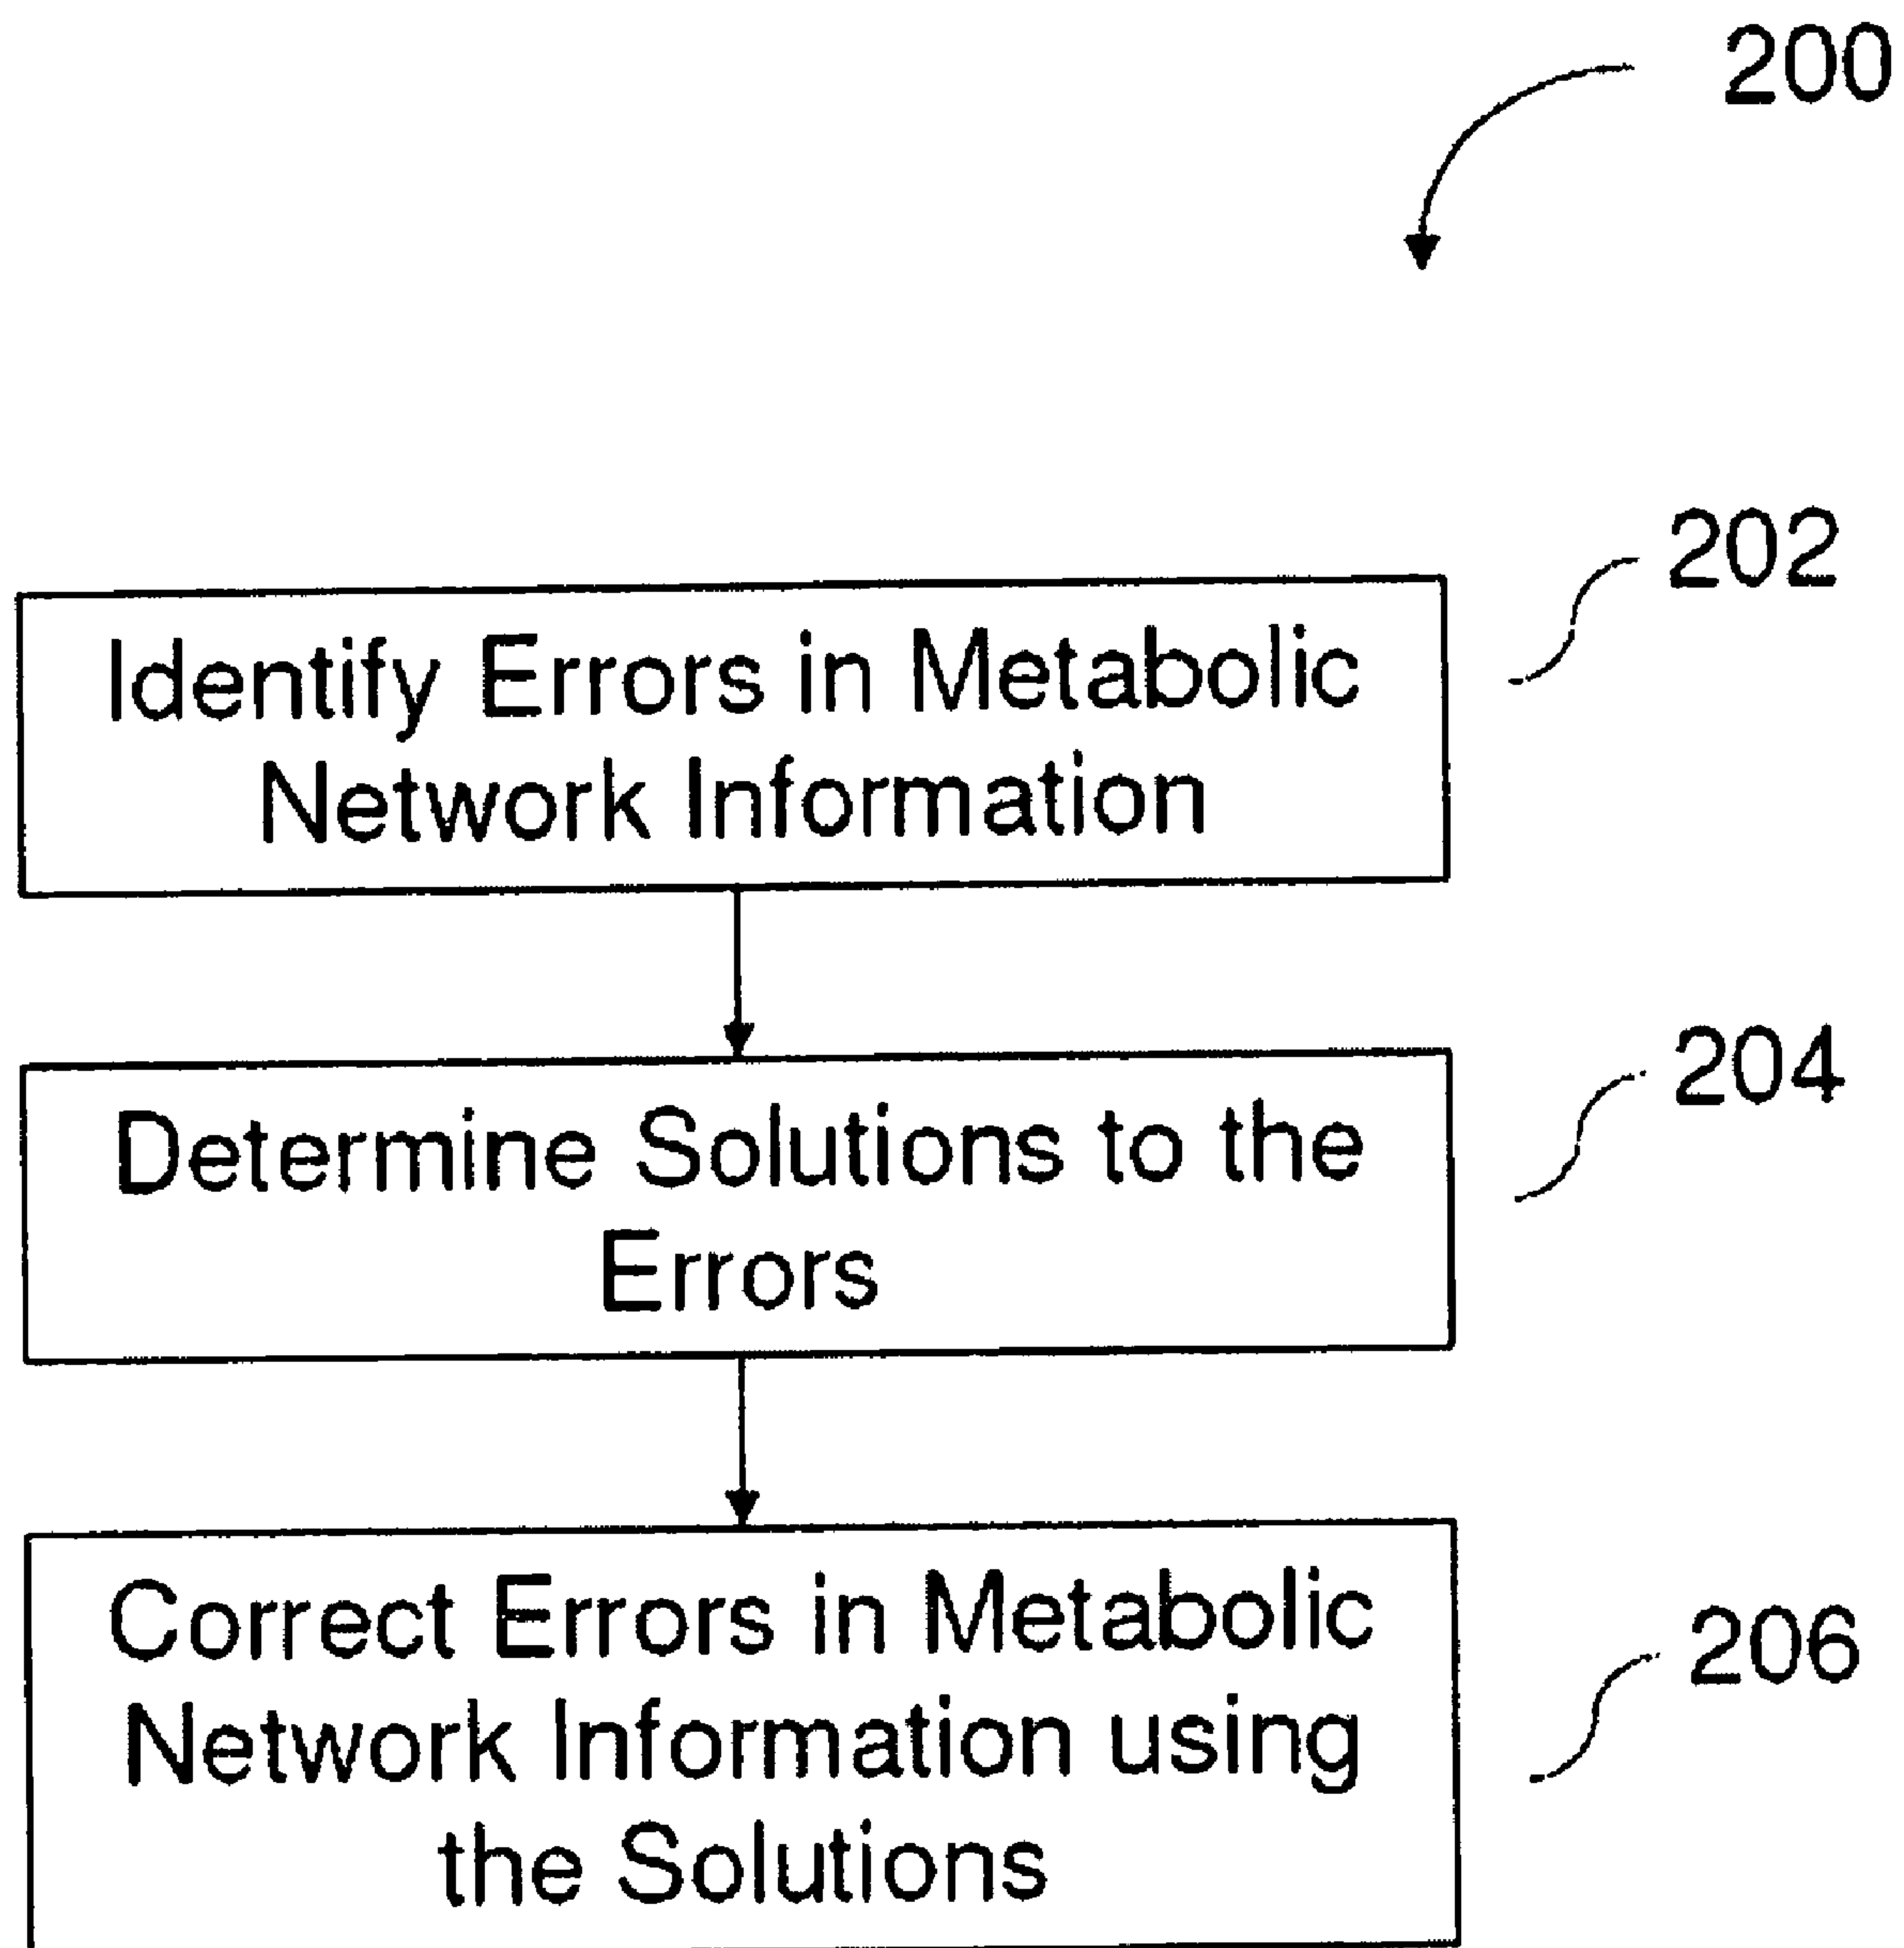 200
202
Identify Errors in Metabolic
Network Information
204
Determine Solutions to the
Errors
206
Correct Errors in Metabolic
Network Information using
the Solutions